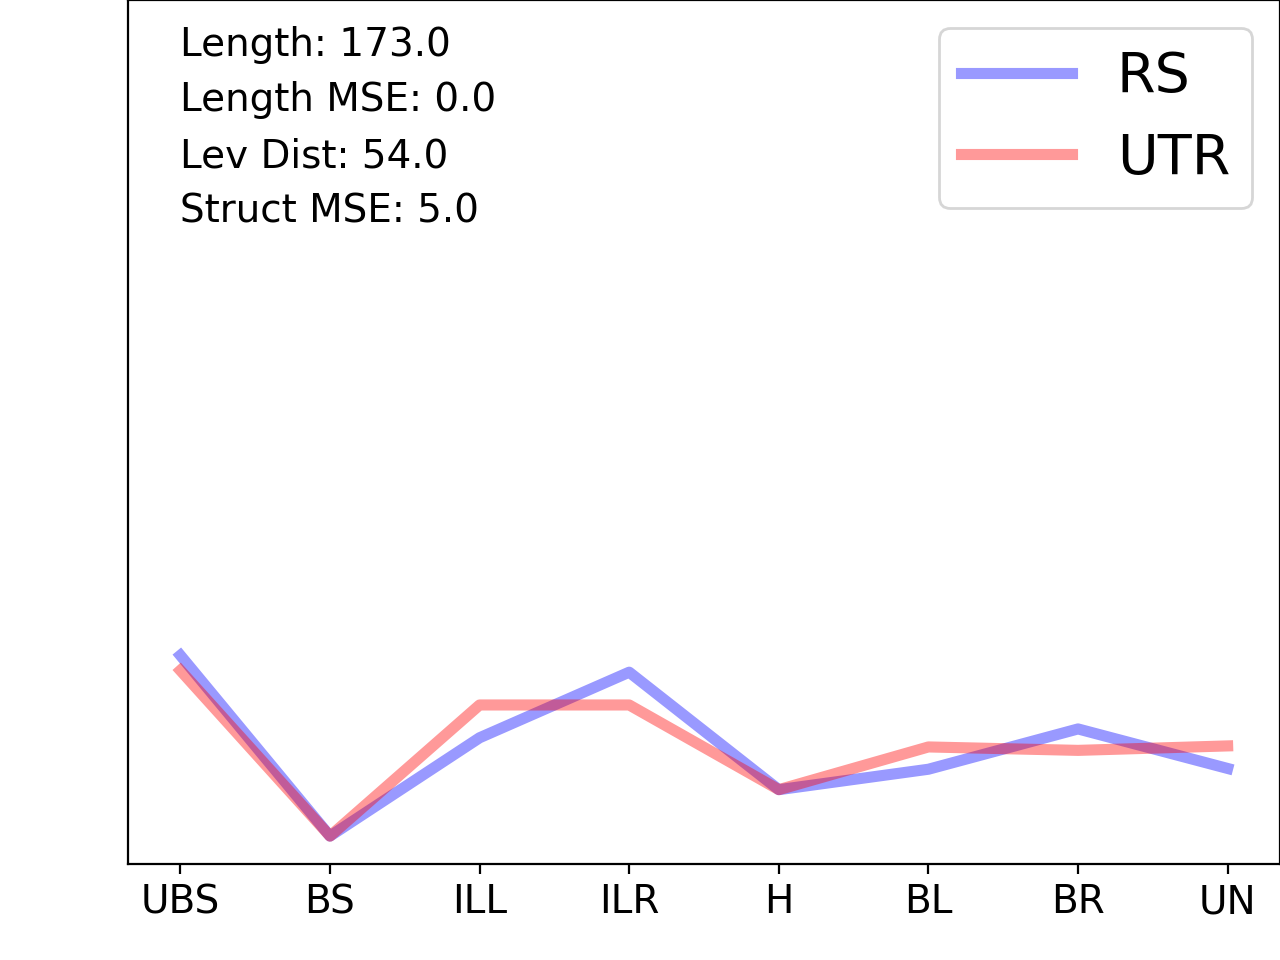 Length: 173.0
Length MSE: 0.0
Lev Dist: 54.0
Struct MSE: 5.0
RS
UTR
UBS BS ILL ILR H BL BR UN